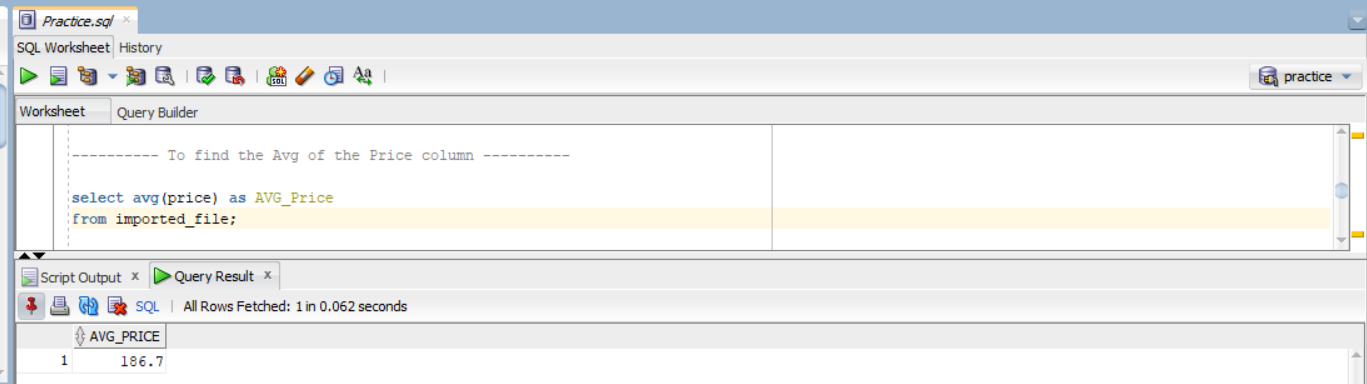 Practice.sql
SQL Worksheet History
SQL Aa practice
Worksheet Query Builder
---------- To find the Avg of the Price column ----------
select avg(price) as AVG_Price
from imported_file;
Script Output x Query Result x
SQL | All Rows Fetched: 1 in 0.062 seconds
AVG_PRICE
1 186.7